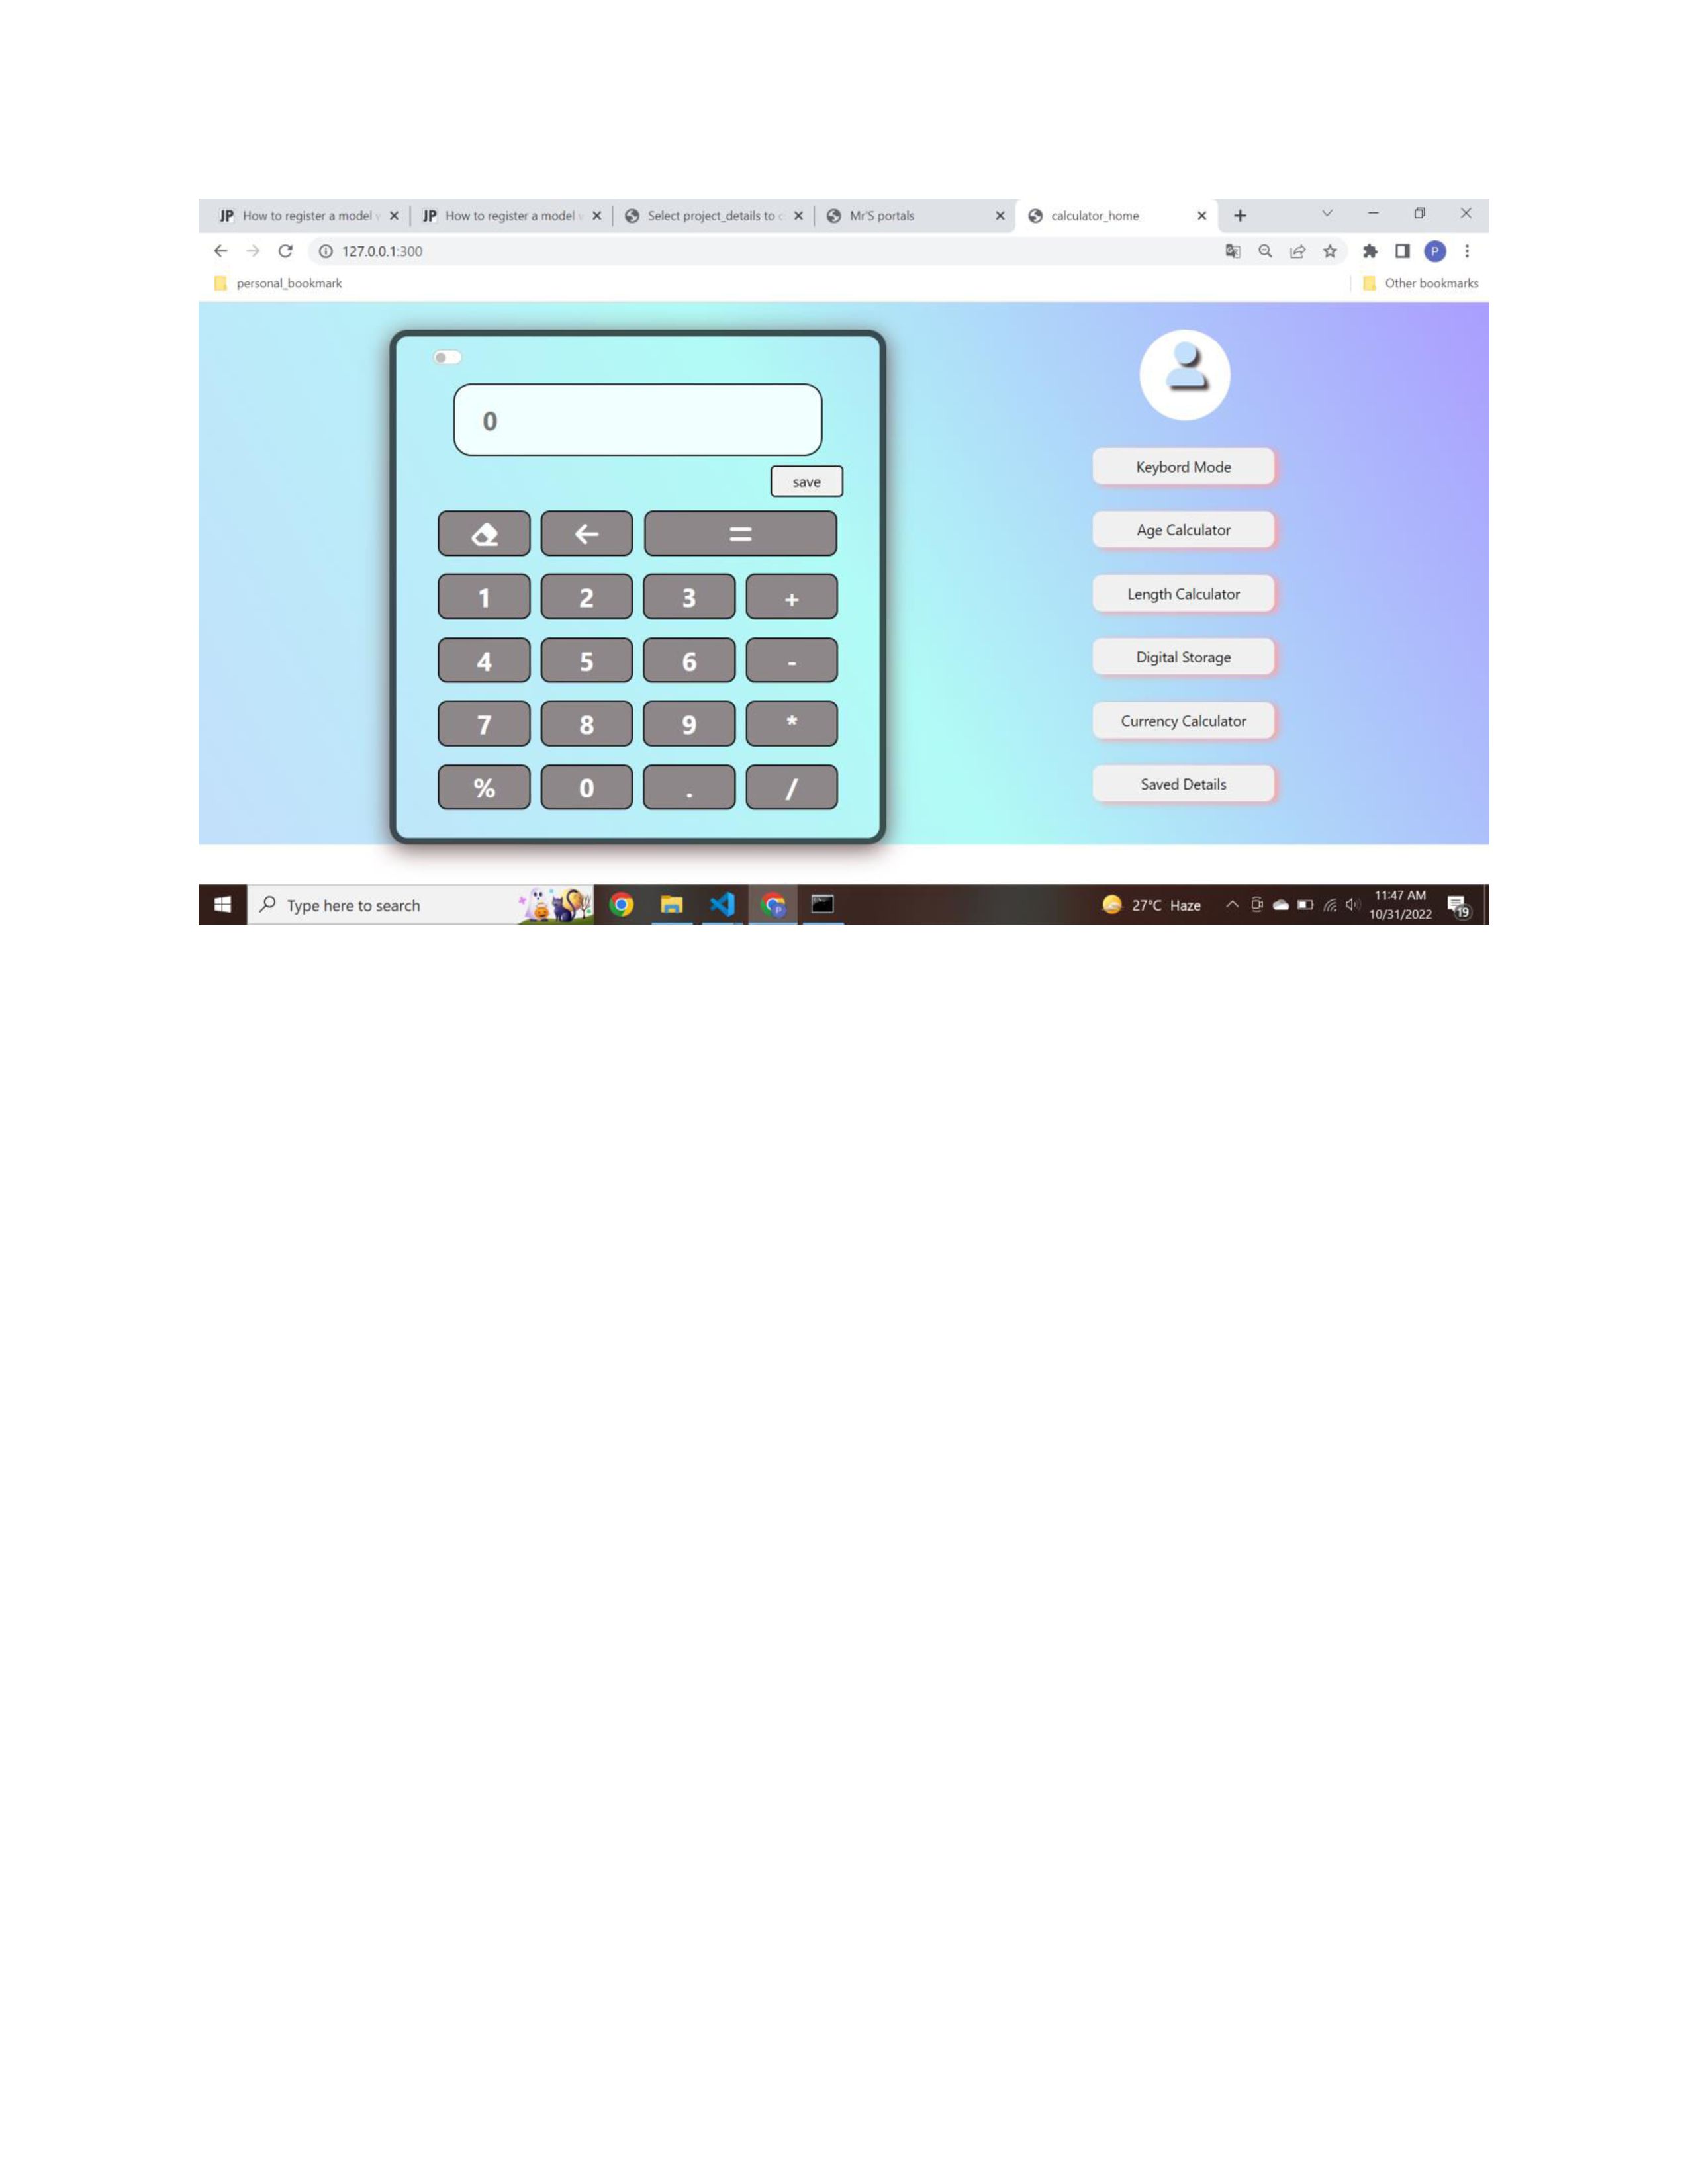 JP How to register a model JP How to register a model Select project_details to Mr'S portals calculator_home
127.0.0.1:300 P
personal_bookmark Other bookmarks
0
save
=
1 2 3 +
4 5 6 -
7 8 9 *
% 0 . /
Keybord Mode
Age Calculator
Length Calculator
Digital Storage
Currency Calculator
Saved Details
Type here to search 27°C Haze 11:47 AM
10/31/2022 19